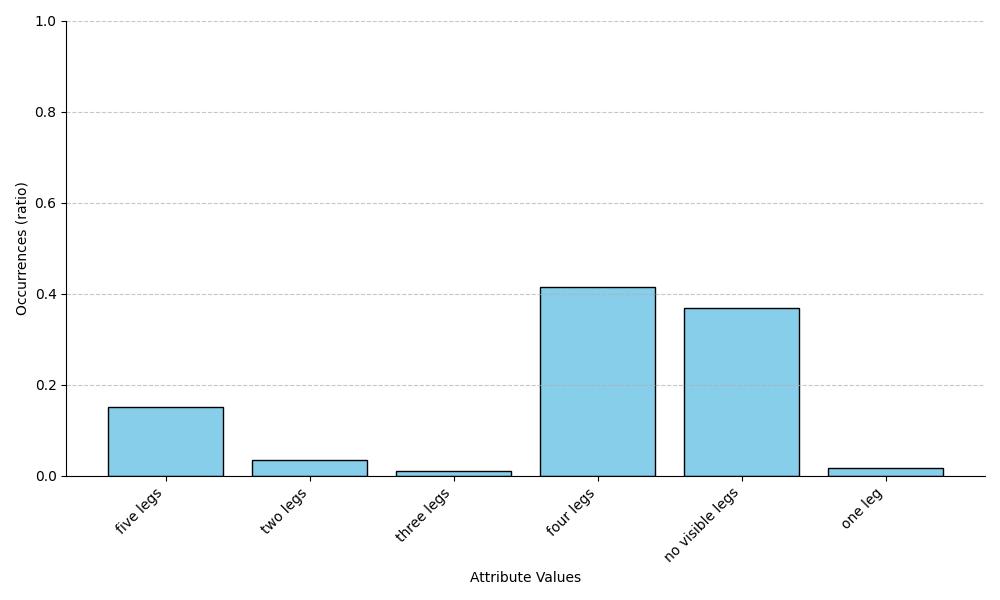 1.0
0.8
0.6
0.4
0.2
0.0
Occurrences (ratio)
five legs
two legs
three legs
four legs
no visible legs
one leg
Attribute Values